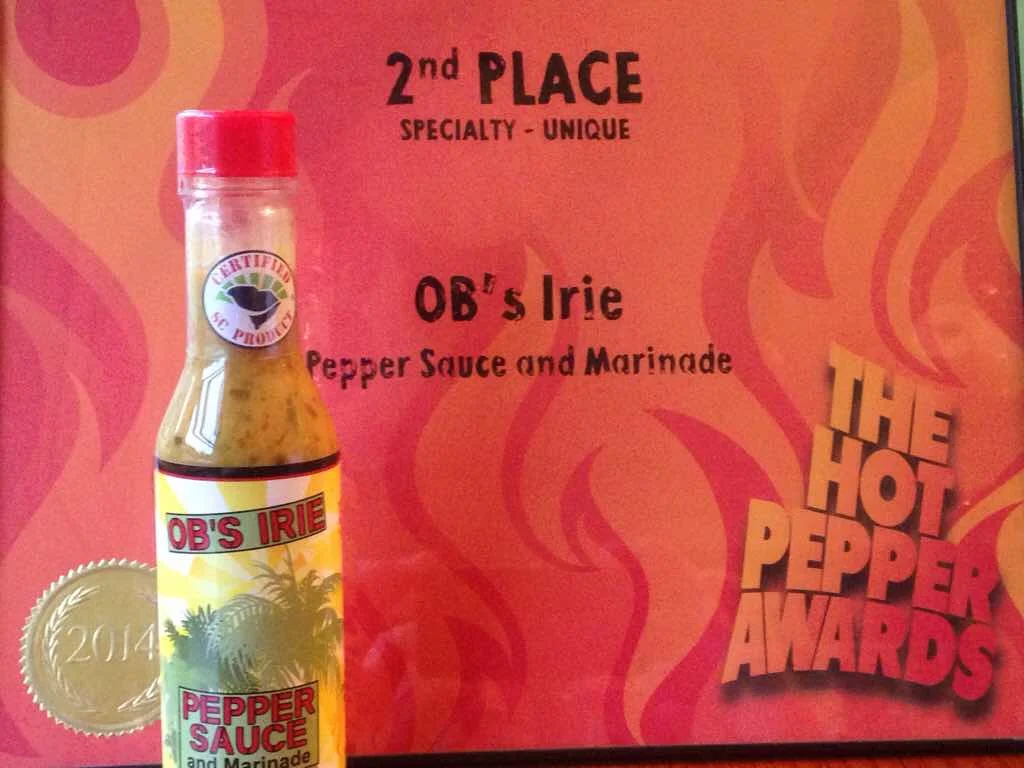 2nd PLACE
SPECIALTY - UNIQUE
OB's Irie
Pepper Sauce and Marinade
THE
HOT
PEPPER
AWARDS
2014
CERTIFIED
SC PRODUCT
OB'S IRIE
PEPPER
SAUCE
and Marinade